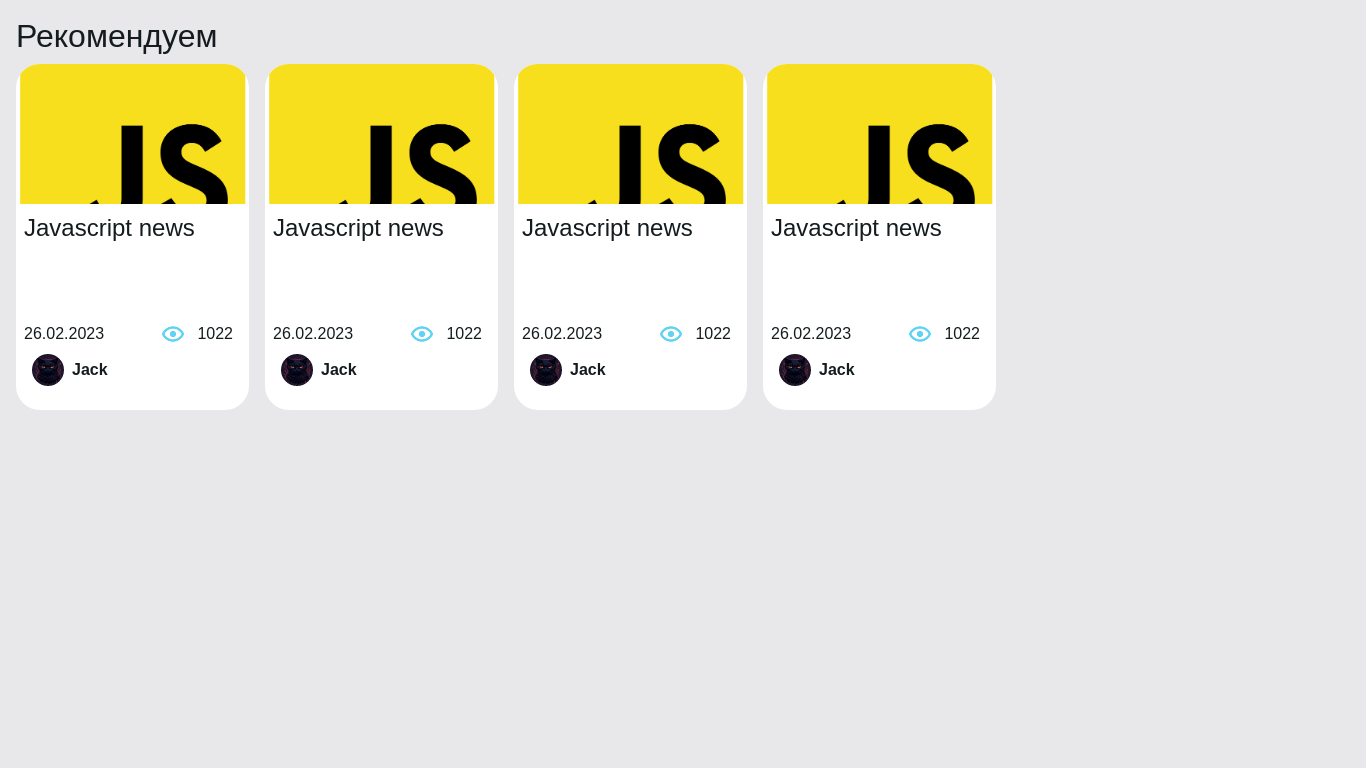 Рекомендуем
JS JS JS JS
Javascript news Javascript news Javascript news Javascript news
26.02.2023 1022 26.02.2023 1022 26.02.2023 1022 26.02.2023 1022
Jack Jack Jack Jack